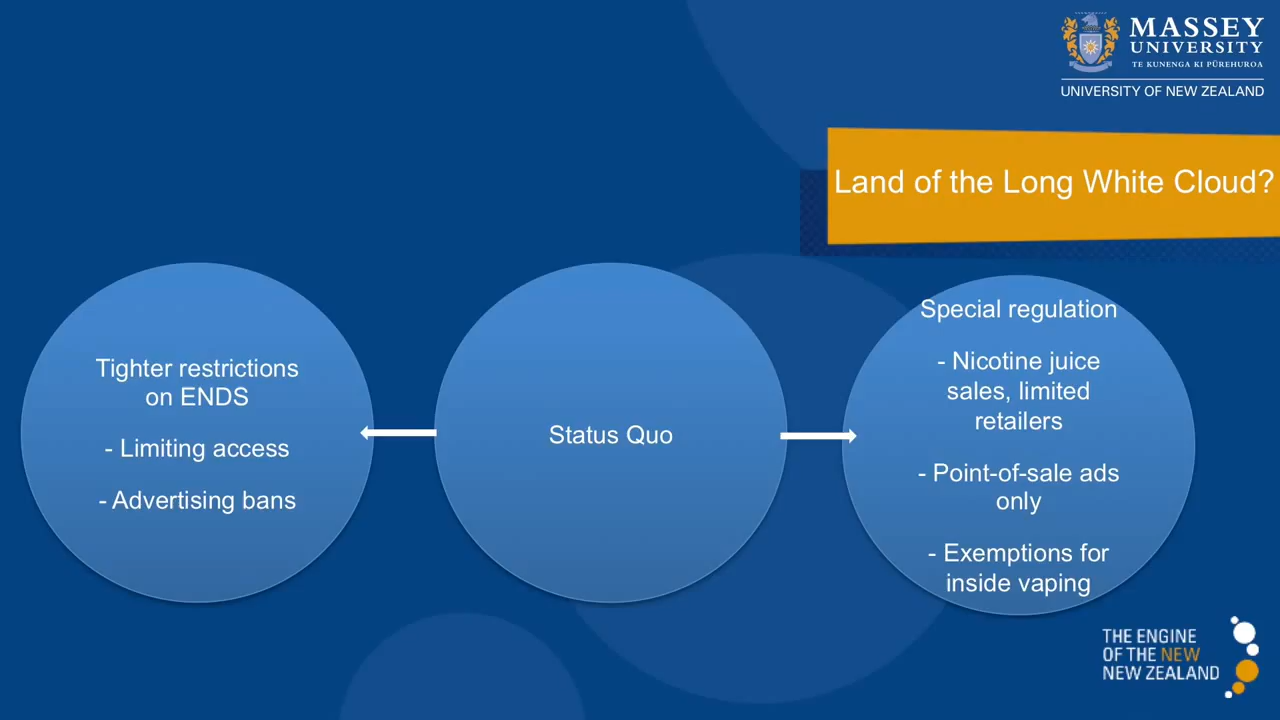 MASSEY
UNIVERSITY
TE KUNENGA KI PŪREHUROA
UNIVERSITY OF NEW ZEALAND
Land of the Long White Cloud?
Tighter restrictions
on ENDS
- Limiting access
- Advertising bans
Status Quo
Special regulation
- Nicotine juice
sales, limited
retailers
- Point-of-sale ads
only
- Exemptions for
inside vaping
THE ENGINE
OF THE NEW
NEW ZEALAND